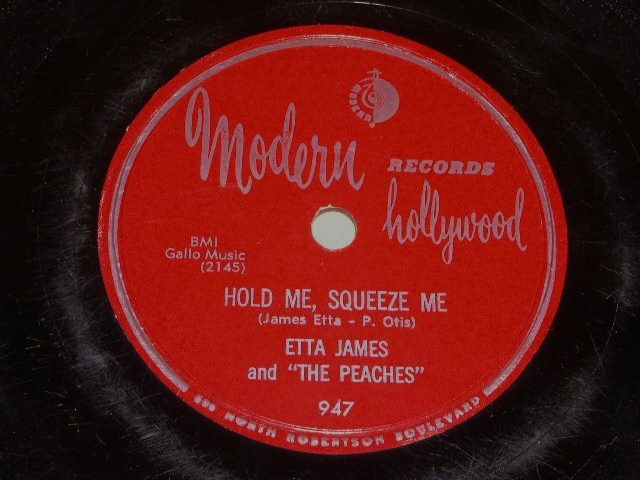 MODERN
Modern
RECORDS
hollywood
BMI
Gallo Music
(2145)
HOLD ME, SQUEEZE ME
(James Etta - P. Otis)
ETTA JAMES
and "THE PEACHES"
947
NORTH ROBERTSON BOULEVARD